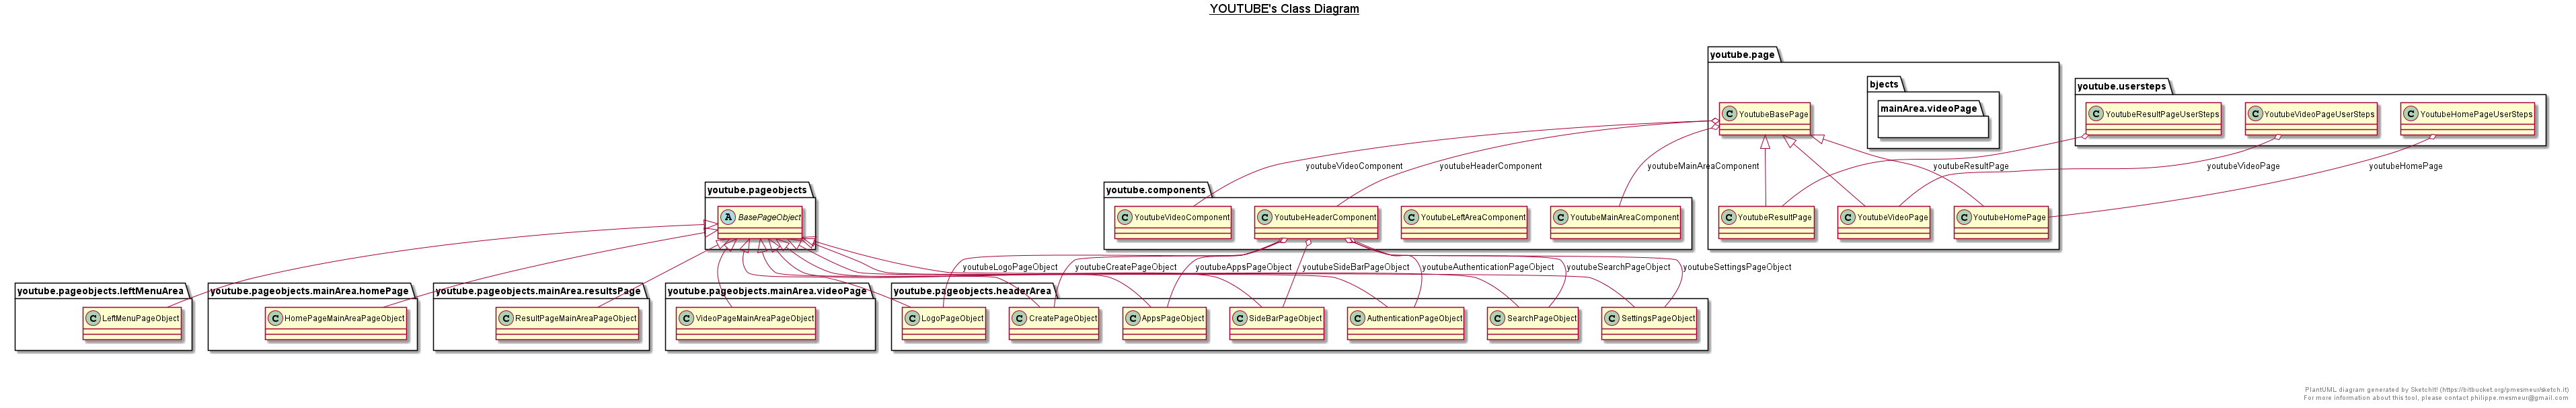 YOUTUBE's Class Diagram
youtube.page
bjects
youtube.usersteps
mainArea.videoPage
C YoutubeBasePage
C YoutubeResultPageUserSteps
C YoutubeVideoPageUserSteps
C YoutubeHomePageUserSteps
youtubeVideoComponent
youtubeHeaderComponent
youtubeMainAreaComponent
youtubeResultPage
youtubeVideoPage
youtubeHomePage
youtube.pageobjects
youtube.components
A BasePageObject
C YoutubeVideoComponent
C YoutubeHeaderComponent
C YoutubeLeftAreaComponent
C YoutubeMainAreaComponent
C YoutubeResultPage
C YoutubeVideoPage
C YoutubeHomePage
youtubeLogoPageObject
youtubeCreatePageObject
youtubeAppsPageObject
youtubeSideBarPageObject
youtubeAuthenticationPageObject
youtubeSearchPageObject
youtubeSettingsPageObject
youtube.pageobjects.leftMenuArea
youtube.pageobjects.mainArea.homePage
youtube.pageobjects.mainArea.resultsPage
youtube.pageobjects.mainArea.videoPage
youtube.pageobjects.headerArea
C LeftMenuPageObject
C HomePageMainAreaPageObject
C ResultPageMainAreaPageObject
C VideoPageMainAreaPageObject
C LogoPageObject
C CreatePageObject
C AppsPageObject
C SideBarPageObject
C AuthenticationPageObject
C SearchPageObject
C SettingsPageObject
PlantUML diagram generated by SketchIt! (https://bitbucket.org/pmesmeur/sketch.it)
For more information about this tool, please contact philippe.mesmeur@gmail.com